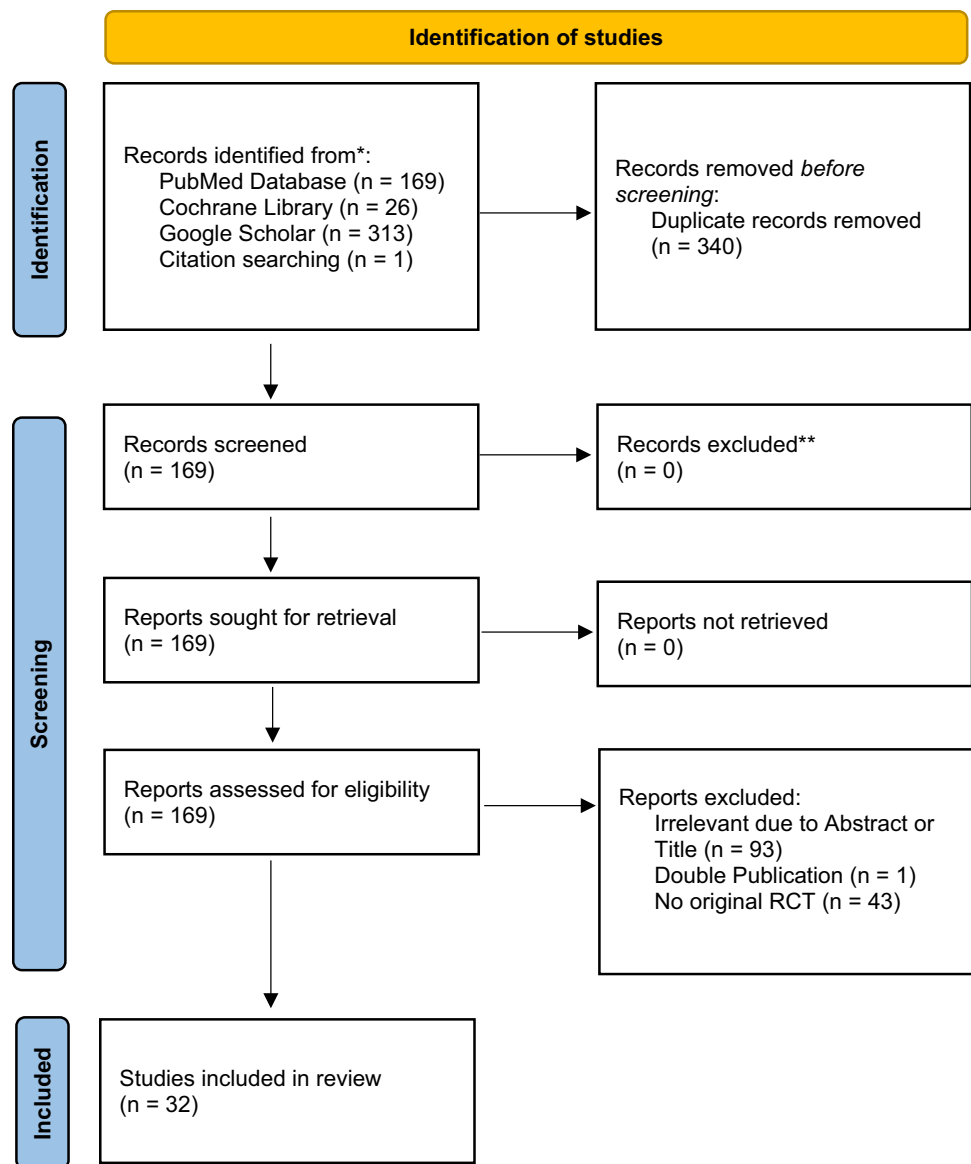 Identification of studies
Identification
Records identified from*:
PubMed Database (n = 169)
Cochrane Library (n = 26)
Google Scholar (n = 313)
Citation searching (n = 1)
Records removed before
screening:
Duplicate records removed
(n = 340)
Screening
Records screened
(n = 169)
Records excluded**
(n = 0)
Reports sought for retrieval
(n = 169)
Reports not retrieved
(n = 0)
Reports assessed for eligibility
(n = 169)
Reports excluded:
Irrelevant due to Abstract or
Title (n = 93)
Double Publication (n = 1)
No original RCT (n = 43)
Included
Studies included in review
(n = 32)